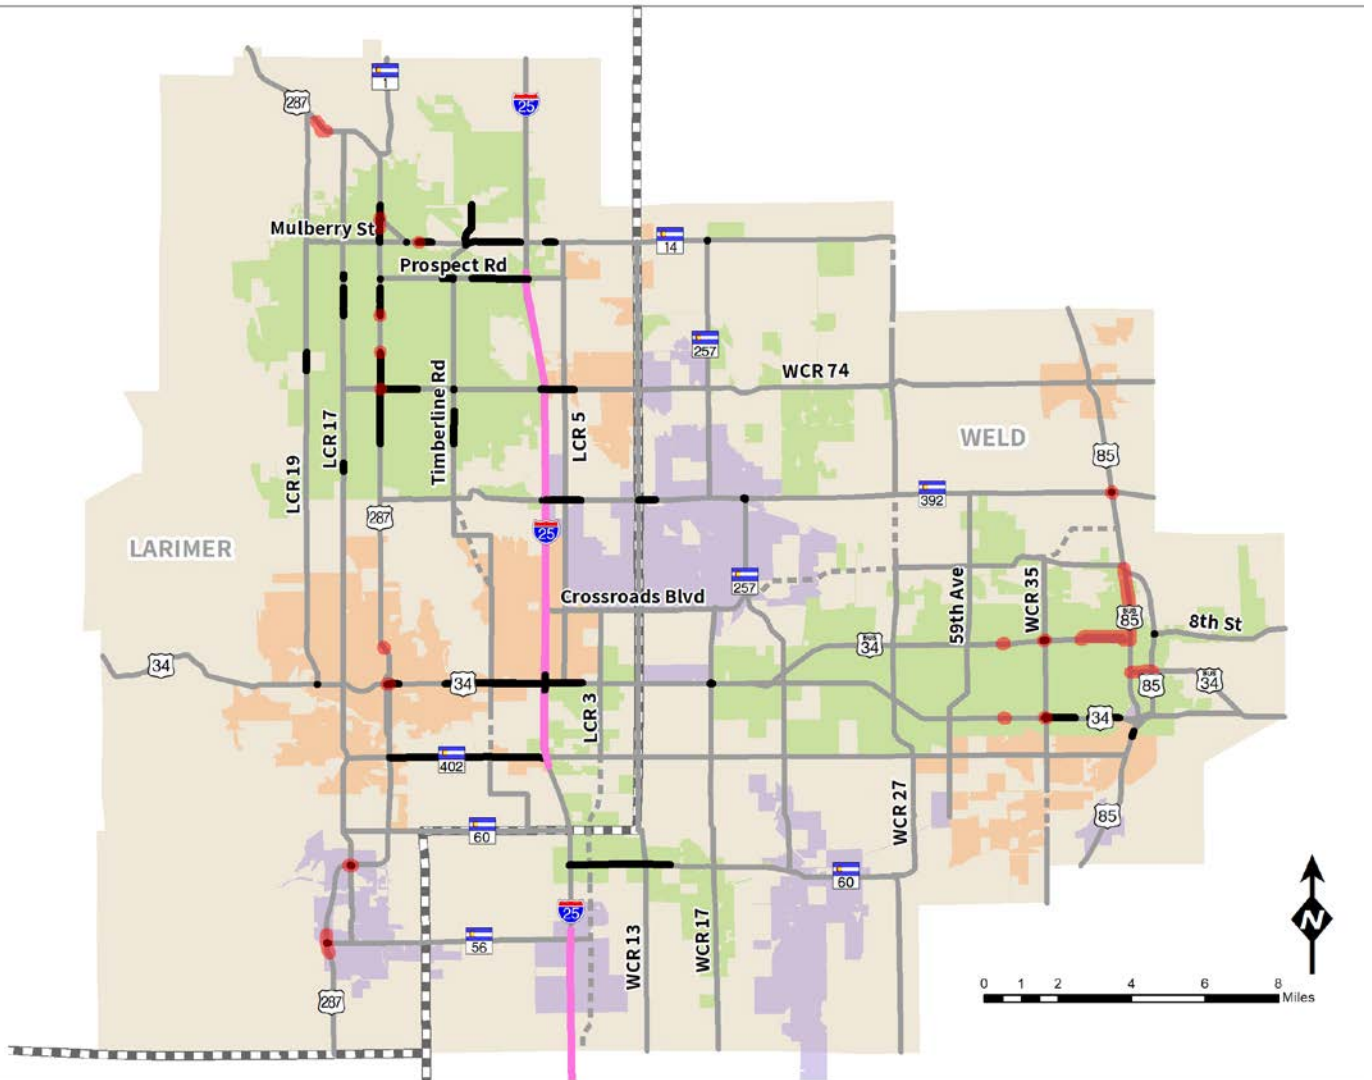 1
287
25
Mulberry St
14
Prospect Rd
257
WCR 74
Timberline Rd
LCR 17
LCR 5
WELD
LCR 19
85
392
287
25
LARIMER
257
Crossroads Blvd
59th Ave
WCR 35
BUS
85
8th St
BUS
34
34
34
85
BUS
34
LCR 3
34
402
WCR 27
85
60
60
25
56
WCR 13
WCR 17
287
N
0 1 2 4 6 8
Miles